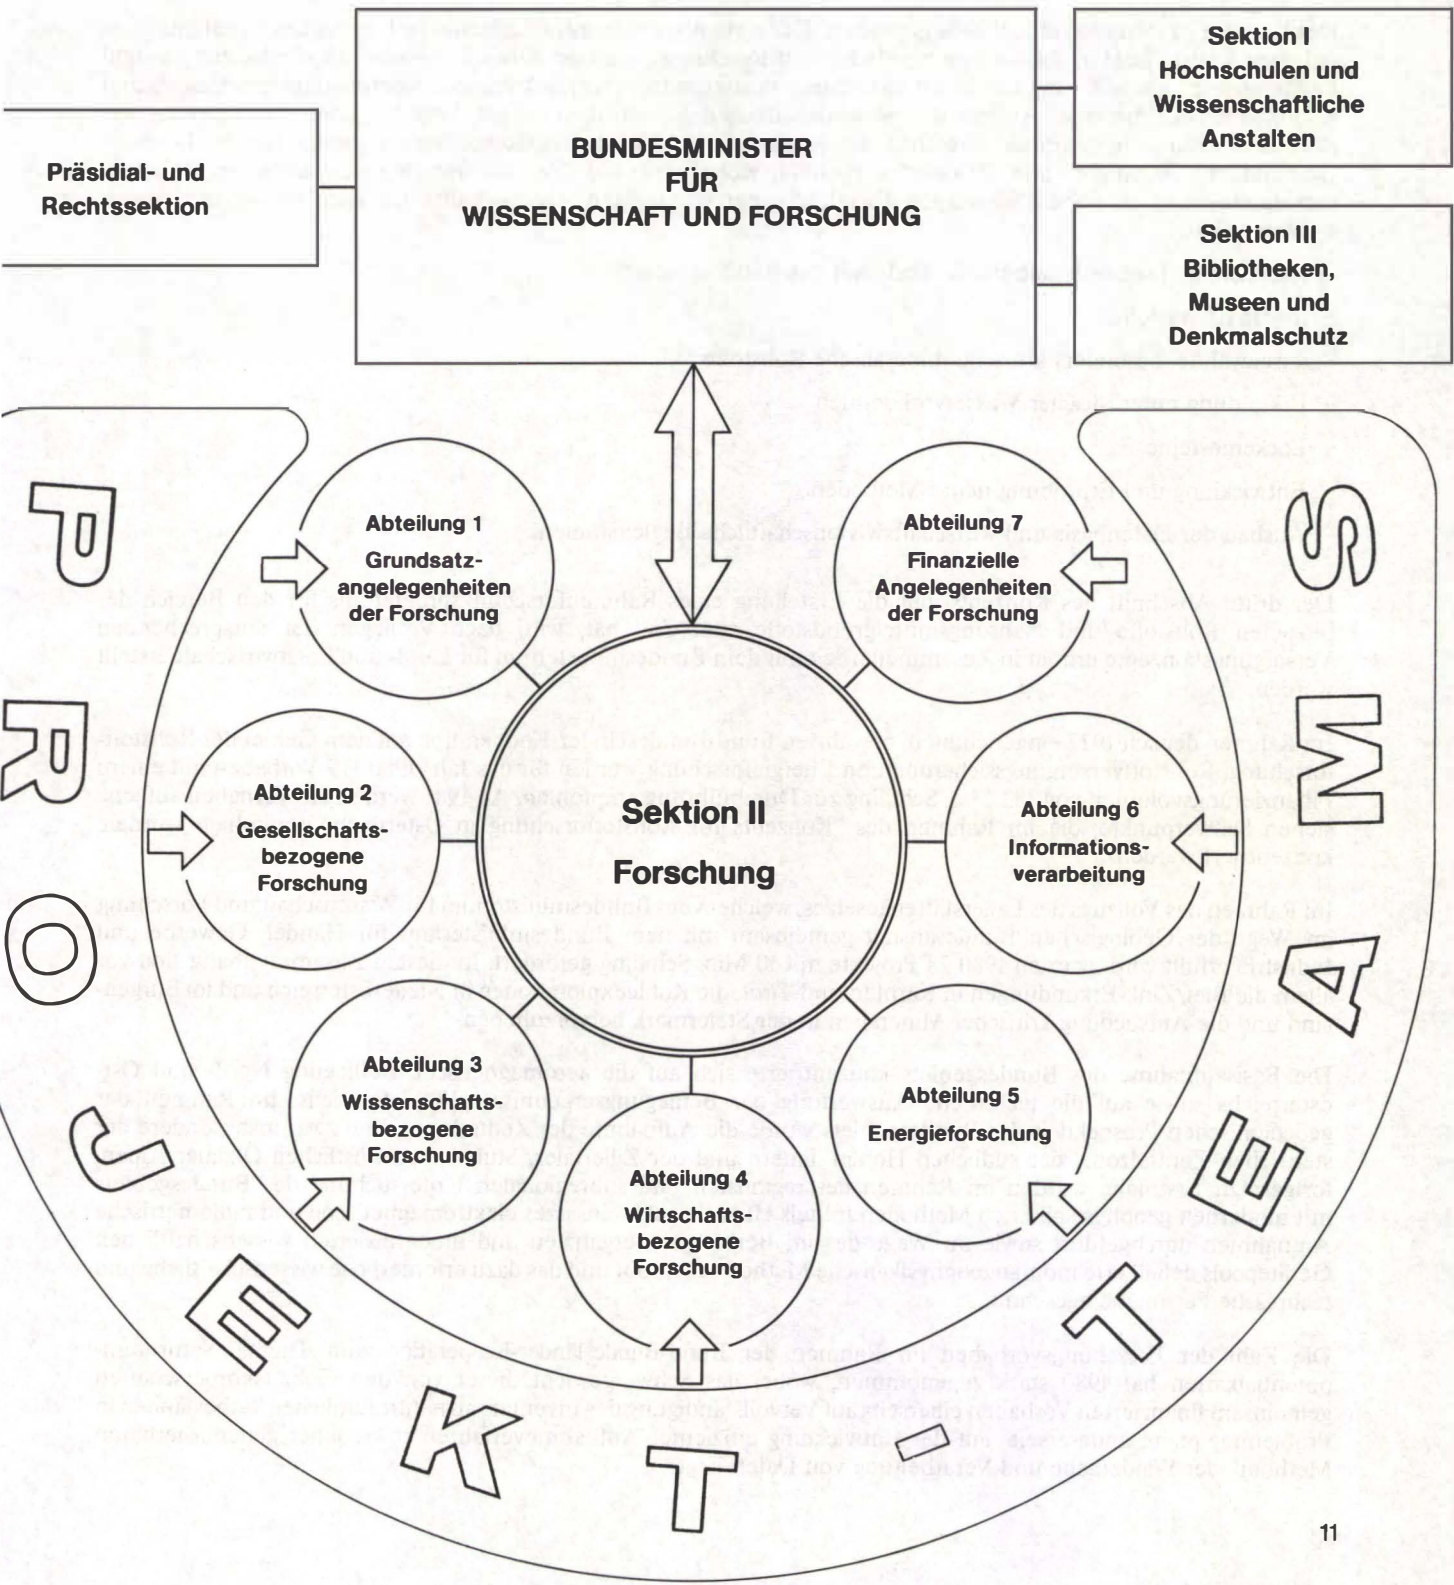 Sektion I
Hochschulen und
Wissenschaftliche
Anstalten
BUNDESMINISTER
FÜR
WISSENSCHAFT UND FORSCHUNG
Präsidial- und
Rechtssektion
Sektion III
Bibliotheken,
Museen und
Denkmalschutz
Abteilung 1
Grundsatz-
angelegenheiten
der Forschung
Abteilung 7
Finanzielle
Angelegenheiten
der Forschung
Abteilung 2
Gesellschafts-
bezogene
Forschung
Sektion II
Forschung
Abteilung 6
Informations-
verarbeitung
Abteilung 3
Wissenschafts-
bezogene
Forschung
Abteilung 5
Energieforschung
Abteilung 4
Wirtschafts-
bezogene
Forschung
PROJEKT-TEAMS
11